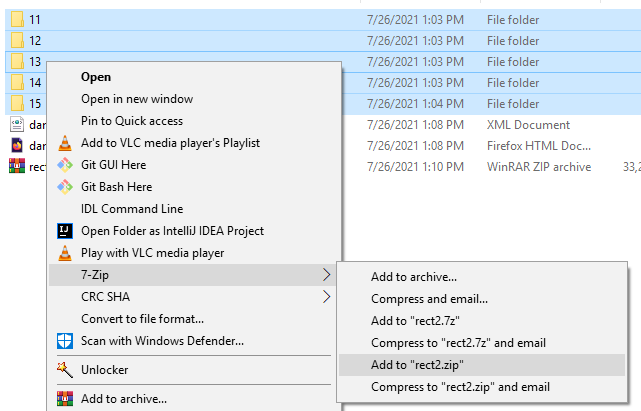 11 7/26/2021 1:03 PM File folder
12 7/26/2021 1:03 PM File folder
13 7/26/2021 1:03 PM File folder
14 7/26/2021 1:03 PM File folder
15 7/26/2021 1:04 PM File folder
dar 7/26/2021 1:08 PM XML Document
dar 7/26/2021 1:08 PM Firefox HTML Doc...
rect 7/26/2021 1:10 PM WinRAR ZIP archive 33,2
Open
Open in new window
Pin to Quick access
Add to VLC media player's Playlist
Git GUI Here
Git Bash Here
IDL Command Line
Open Folder as IntelliJ IDEA Project
Play with VLC media player
7-Zip
CRC SHA
Convert to file format...
Scan with Windows Defender...
Unlocker
Add to archive...
Add to archive...
Compress and email...
Add to "rect2.7z"
Compress to "rect2.7z" and email
Add to "rect2.zip"
Compress to "rect2.zip" and email